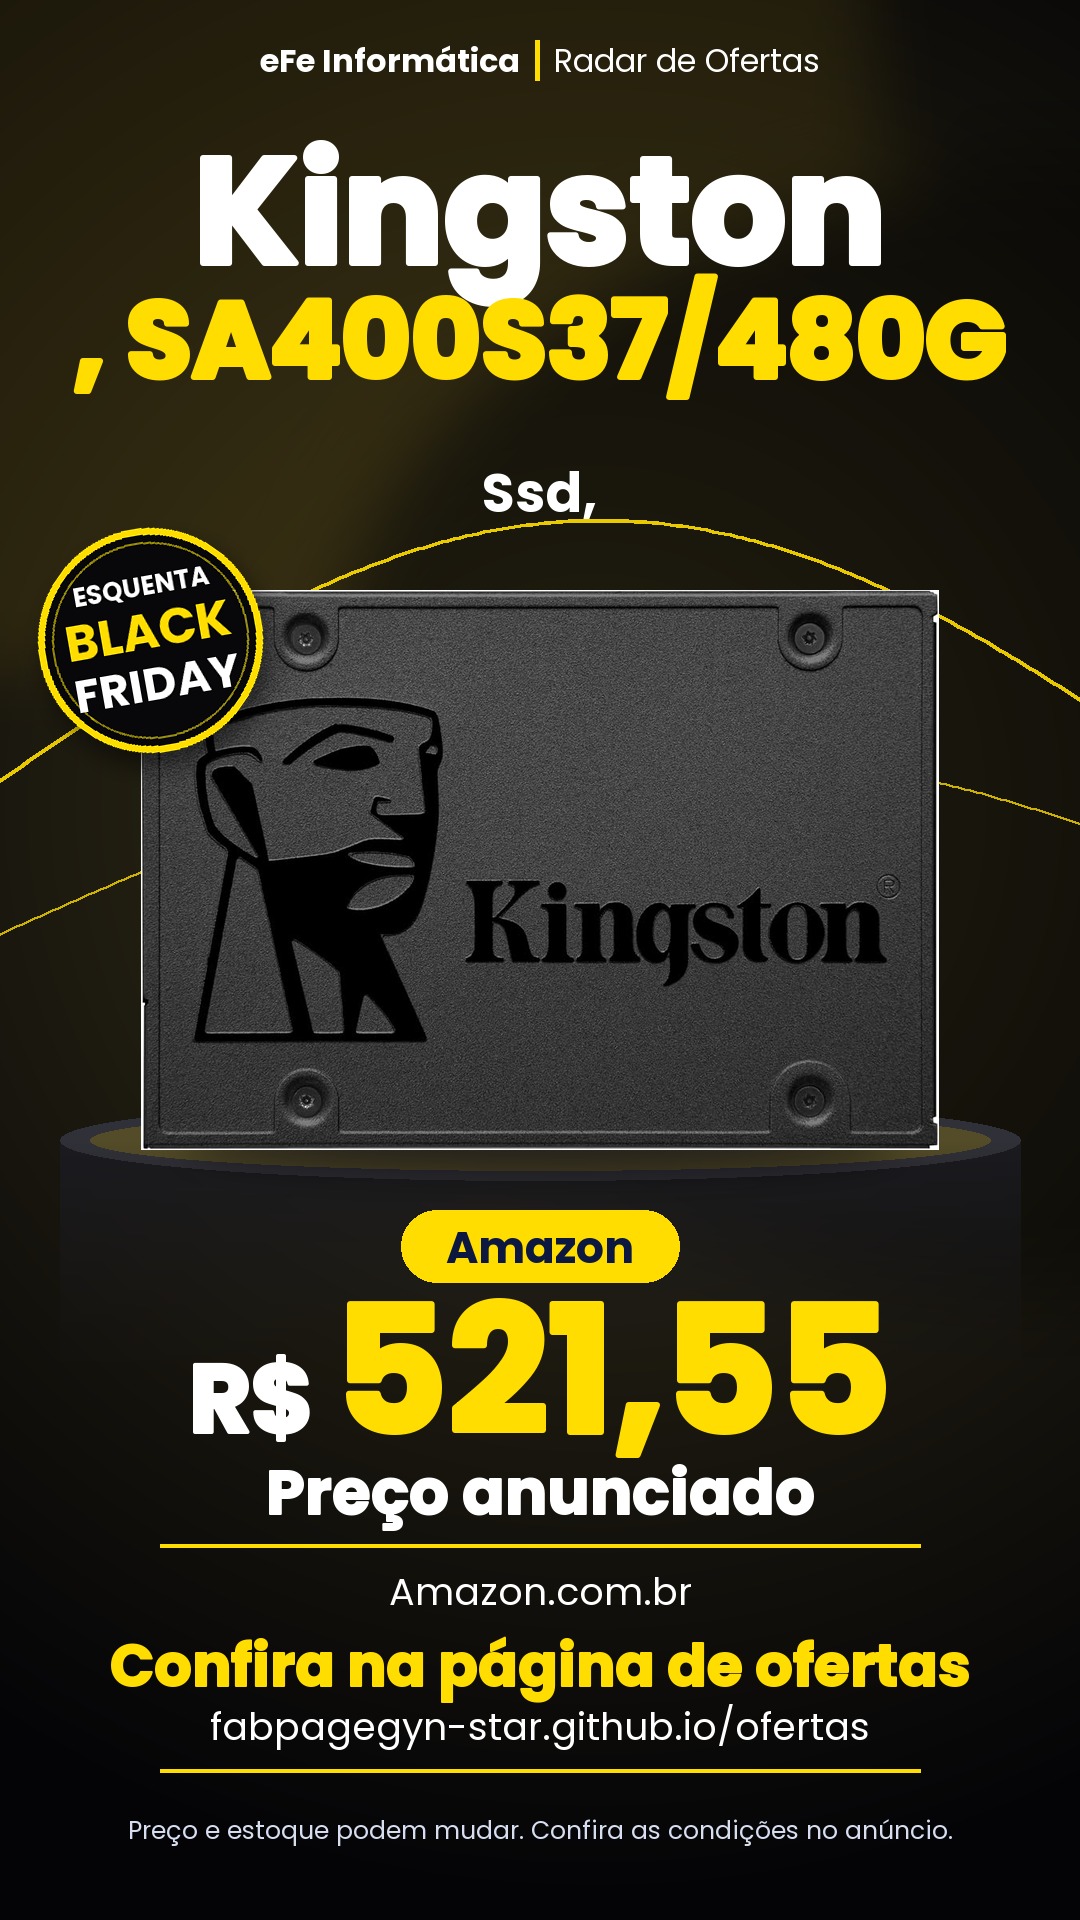 eFe Informática | Radar de Ofertas
Kingston
, SA400S37/480G
Ssd,
ESQUENTA
BLACK
FRIDAY
Kingston®
Amazon
R$ 521,55
Preço anunciado
Amazon.com.br
Confira na página de ofertas
fabpagegyn-star.github.io/ofertas
Preço e estoque podem mudar. Confira as condições no anúncio.